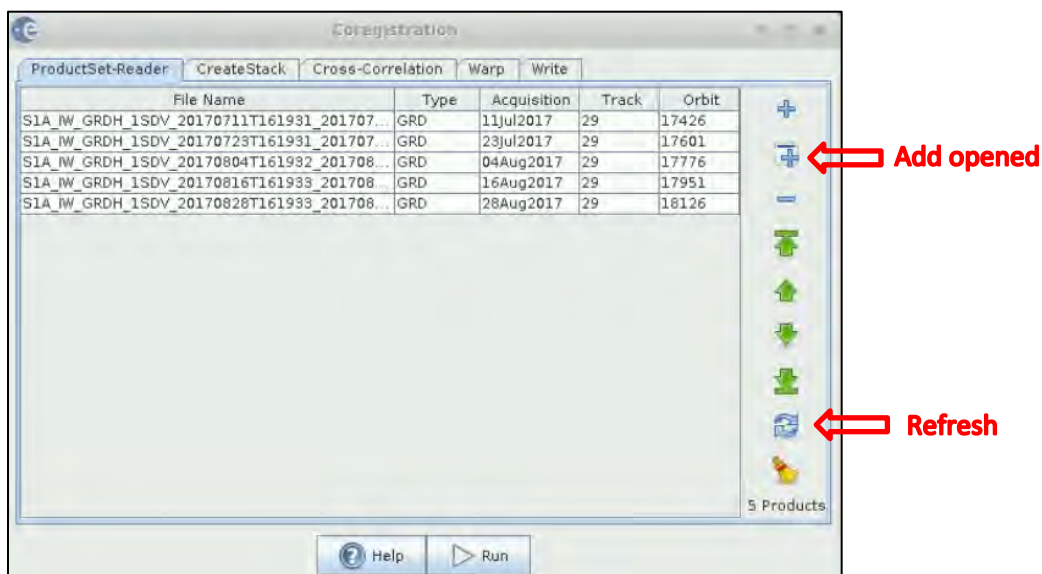 Coregistration
ProductSet-Reader CreateStack Cross-Correlation Warp Write
File Name Type Acquisition Track Orbit
S1A_IW_GRDH_1SDV_20170711T161931_201707... GRD 11Jul2017 29 17426
S1A_IW_GRDH_1SDV_20170723T161931_201707... GRD 23Jul2017 29 17601
S1A_IW_GRDH_1SDV_20170804T161932_201708... GRD 04Aug2017 29 17776
S1A_IW_GRDH_1SDV_20170816T161933_201708... GRD 16Aug2017 29 17951
S1A_IW_GRDH_1SDV_20170828T161933_201708... GRD 28Aug2017 29 18126
Add opened
Refresh
5 Products
Help Run